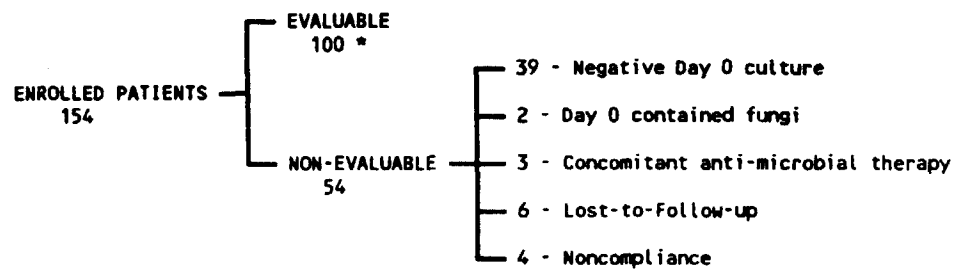 EVALUABLE
100 *
39 - Negative Day 0 culture
ENROLLED PATIENTS
154
2 - Day 0 contained fungi
NON-EVALUABLE
54
3 - Concomitant anti-microbial therapy
6 - Lost-to-Follow-up
4 - Noncompliance